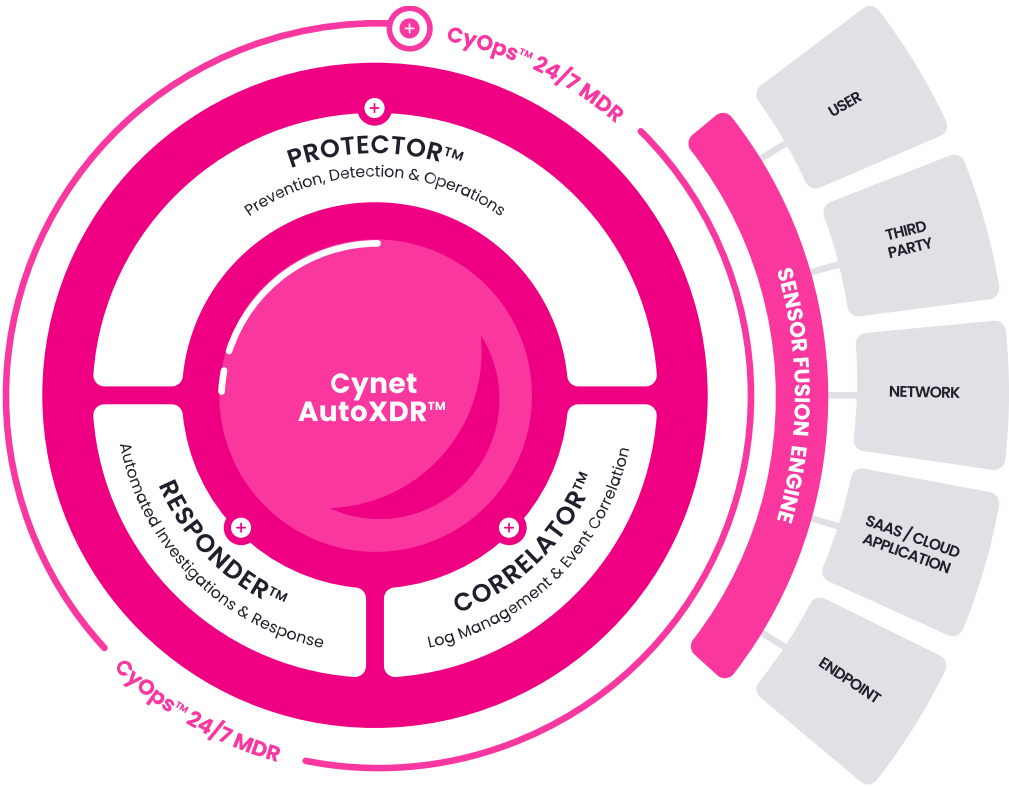 CyOps™ 24/7 MDR
PROTECTOR™
Prevention, Detection & Operations
Cynet
AutoXDR™
RESPONDER™
Automated Investigations & Response
CORRELATOR™
Log Management & Event Correlation
CyOps™ 24/7 MDR
SENSOR FUSION ENGINE
USER
THIRD
PARTY
NETWORK
SAAS / CLOUD
APPLICATION
ENDPOINT